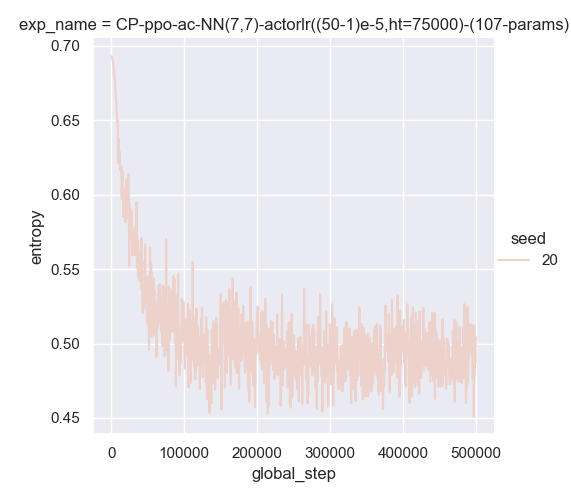 exp_name = CP-ppo-ac-NN(7,7)-actorlr((50-1)e-5,ht=75000)-(107-params)
0.70
0.65
0.60
0.55
0.50
0.45
entropy
0 100000 200000 300000 400000 500000
global_step
seed
20